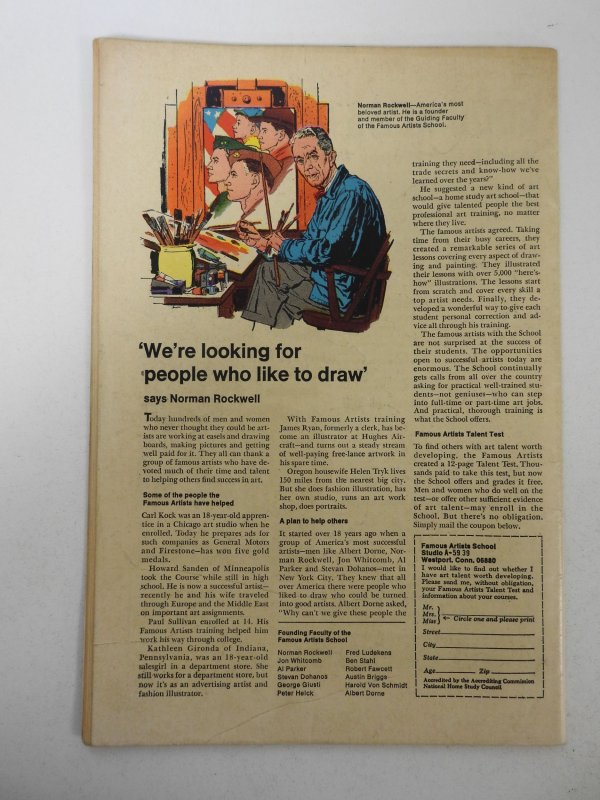 Norman Rockwell—America's most
beloved artist. He is a founder
and member of the Guiding Faculty
of the Famous Artists School.
'We're looking for
people who like to draw'
says Norman Rockwell
Today hundreds of men and women
who never thought they could be art-
ists are working at easels and drawing
boards, making pictures and getting
well paid for it. They all can thank a
group of famous artists who have de-
voted much of their time and talent
to helping others find success in art.
Some of the people the
Famous Artists have helped
Carl Kock was an 18-year-old appren-
tice in a Chicago art studio when he
enrolled. Today he prepares ads for
such companies as General Motors
and Firestone—has won five gold
medals.
Howard Sanden of Minneapolis
took the Course while still in high
school. He is now a successful artist—
recently he and his wife traveled
through Europe and the Middle East
on important art assignments.
Paul Sullivan enrolled at 14. His
Famous Artists training helped him
work his way through college.
Kathleen Gironda of Indiana,
Pennsylvania, was an 18-year-old
salesgirl in a department store. She
still works for a department store, but
now it's as an advertising artist and
fashion illustrator.
With Famous Artists training
James Ryan, formerly a clerk, has be-
come an illustrator at Hughes Air-
craft—and turns out a steady stream
of well-paying free-lance artwork in
his spare time.
Oregon housewife Helen Tryk lives
150 miles from the nearest big city.
But she does fashion illustration, has
her own studio, runs an art work
shop, does portraits.
A plan to help others
It started over 18 years ago when a
group of America's most successful
artists—men like Albert Dorne, Nor-
man Rockwell, Jon Whitcomb, Al
Parker and Stevan Dohanos—met in
New York City. They knew that all
over America there were people who
liked to draw who could be turned
into good artists. Albert Dorne asked,
"Why can't we give these people the
Founding Faculty of the
Famous Artists School
Norman Rockwell
Jon Whitcomb
Al Parker
Stevan Dohanos
George Giusti
Peter Helck
Fred Ludekens
Ben Stahl
Robert Fawcett
Austin Briggs
Harold Von Schmidt
Albert Dorne
training they need—including all the
trade secrets and know-how we've
learned over the years?"
He suggested a new kind of art
school—a home study art school—that
would give talented people the best
professional art training, no matter
where they live.
The famous artists agreed. Taking
time from their busy careers, they
created a remarkable series of art
lessons covering every aspect of draw-
ing and painting. They illustrated
their lessons with over 5,000 "here's-
how" illustrations. The lessons start
from scratch and cover every skill a
top artist needs. Finally, they de-
veloped a wonderful way to give each
student personal correction and ad-
vice all through his training.
The famous artists with the School
are not surprised at the success of
their students. The opportunities
open to successful artists today are
enormous. The School continually
gets calls from all over the country
asking for practical well-trained stu-
dents—not geniuses—who can step
into full-time or part-time art jobs.
And practical, thorough training is
what the School offers.
Famous Artists Talent Test
To find others with art talent worth
developing, the Famous Artists
created a 12-page Talent Test. Thou-
sands paid to take this test, but now
the School offers and grades it free.
Men and women who do well on the
test—or offer other sufficient evidence
of art talent—may enroll in the
School. But there's no obligation.
Simply mail the coupon below.
Famous Artists School
Studio A-5939
Westport, Conn. 06880
I would like to find out whether I
have art talent worth developing.
Please send me, without obligation,
your Famous Artists Talent Test and
information about your courses.
Mr.
Mrs.
Miss
Circle one and please print
Street
City
State
Age Zip
Accredited by the Accrediting Commission
National Home Study Council